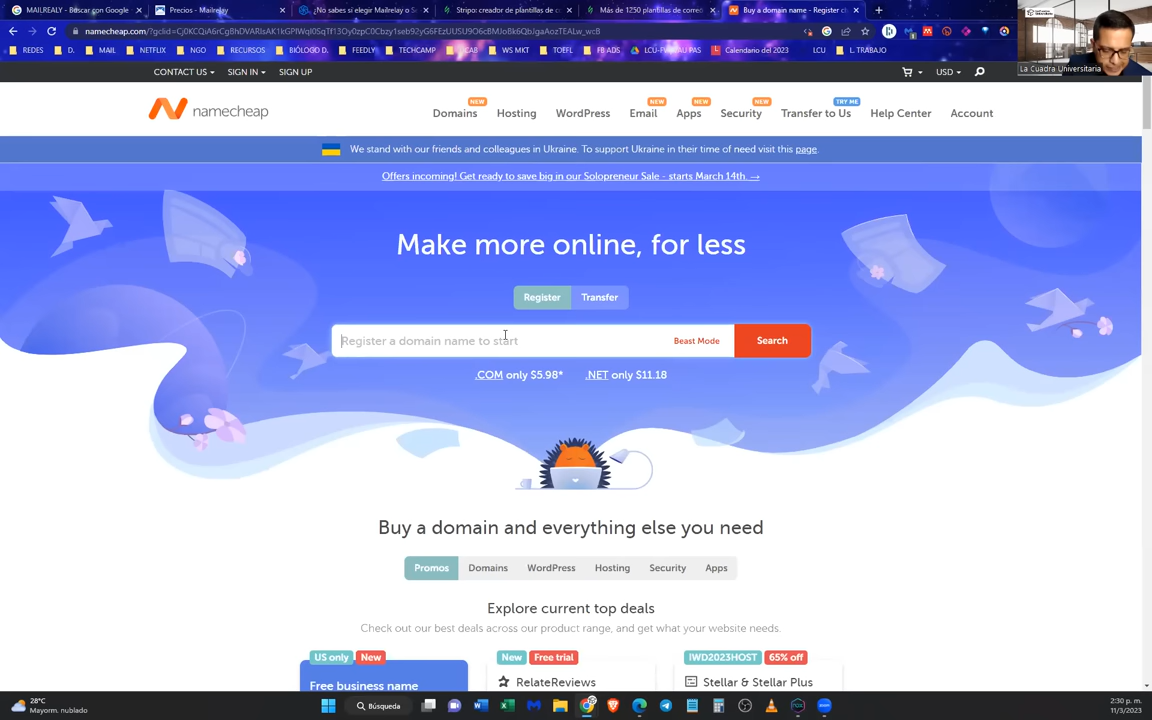 MAILREALY - Buscar con Google
Precios - Mailrelay
¿No sabes si elegir Mailrelay o Se
Stripo: creador de plantillas de c
Más de 1250 plantillas de correo
Buy a domain name - Register ch
REDES
D.
MAIL
NETFLIX
NGO
RECURSOS
BIÓLOGO D.
FEEDLY
TECHCAMP
CAB
WS MKT
TOEFL
FB ADS
Calendario del 2023
LCU
L. TRABAJO
La Cuadra Universitaria
CONTACT US
SIGN IN
SIGN UP
USD
namecheap
NEW
NEW
NEW
NEW
TRY ME
Domains
Hosting
WordPress
Email
Apps
Security
Transfer to Us
Help Center
Account
We stand with our friends and colleagues in Ukraine. To support Ukraine in their time of need visit this page.
Offers incoming! Get ready to save big in our Solopreneur Sale - starts March 14th. →
Make more online, for less
Register
Transfer
Register a domain name to start
Beast Mode
Search
.COM only $5.98*
.NET only $11.18
Buy a domain and everything else you need
Promos
Domains
WordPress
Hosting
Security
Apps
Explore current top deals
Check out our best deals across our product range, and get what your website needs.
US only
New
New
Free trial
IWD2023HOST
65% off
Free business name
RelateReviews
Stellar & Stellar Plus
28°C
Mayorm. nublado
Búsqueda
2:30 p. m.
11/3/2023